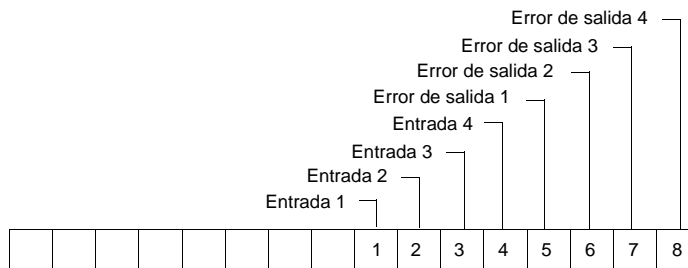 Error de salida 4
Error de salida 3
Error de salida 2
Error de salida 1
Entrada 4
Entrada 3
Entrada 2
Entrada 1
1 2 3 4 5 6 7 8